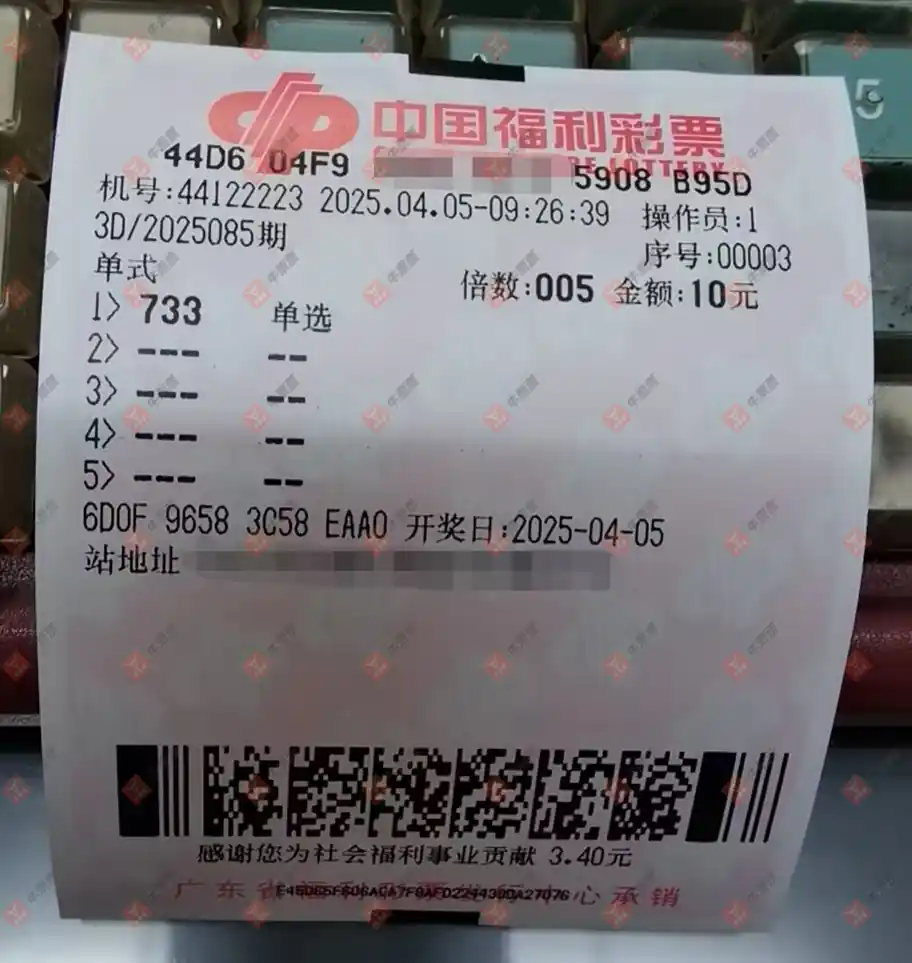 中国福利彩票
44D6 04F9 5908 B95D
机号:44122223 2025.04.05-09:26:39 操作员:1
3D/2025085期 序号:00003
单式 倍数:005 金额:10元
1> 733 单选
2> --- --
3> --- --
4> --- --
5> --- --
6D0F 9658 3C58 EAA0 开奖日:2025-04-05
站地址
感谢您为社会福利事业贡献 3.40元
广东省福利 心承销
5